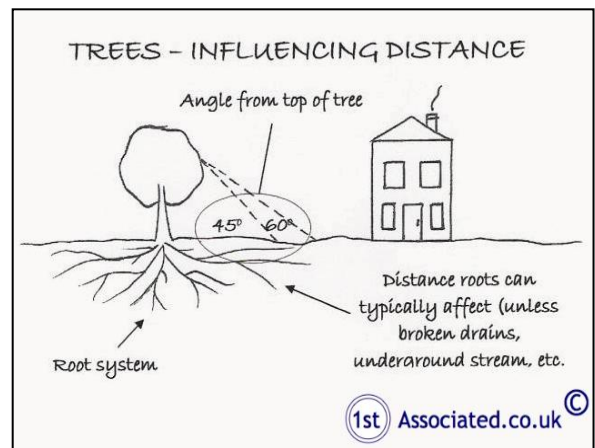 TREES – INFLUENCING DISTANCE
Angle from top of tree
45°
60°
Distance roots can
typically affect (unless
broken drains,
underground stream, etc.
Root system
1st Associated.co.uk ©